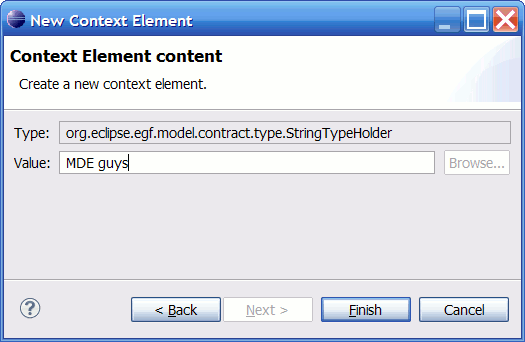 New Context Element
Context Element content
Create a new context element.
Type: org.eclipse.egf.model.contract.type.StringTypeHolder
Value: MDE guys Browse...
? < Back Next > Finish Cancel